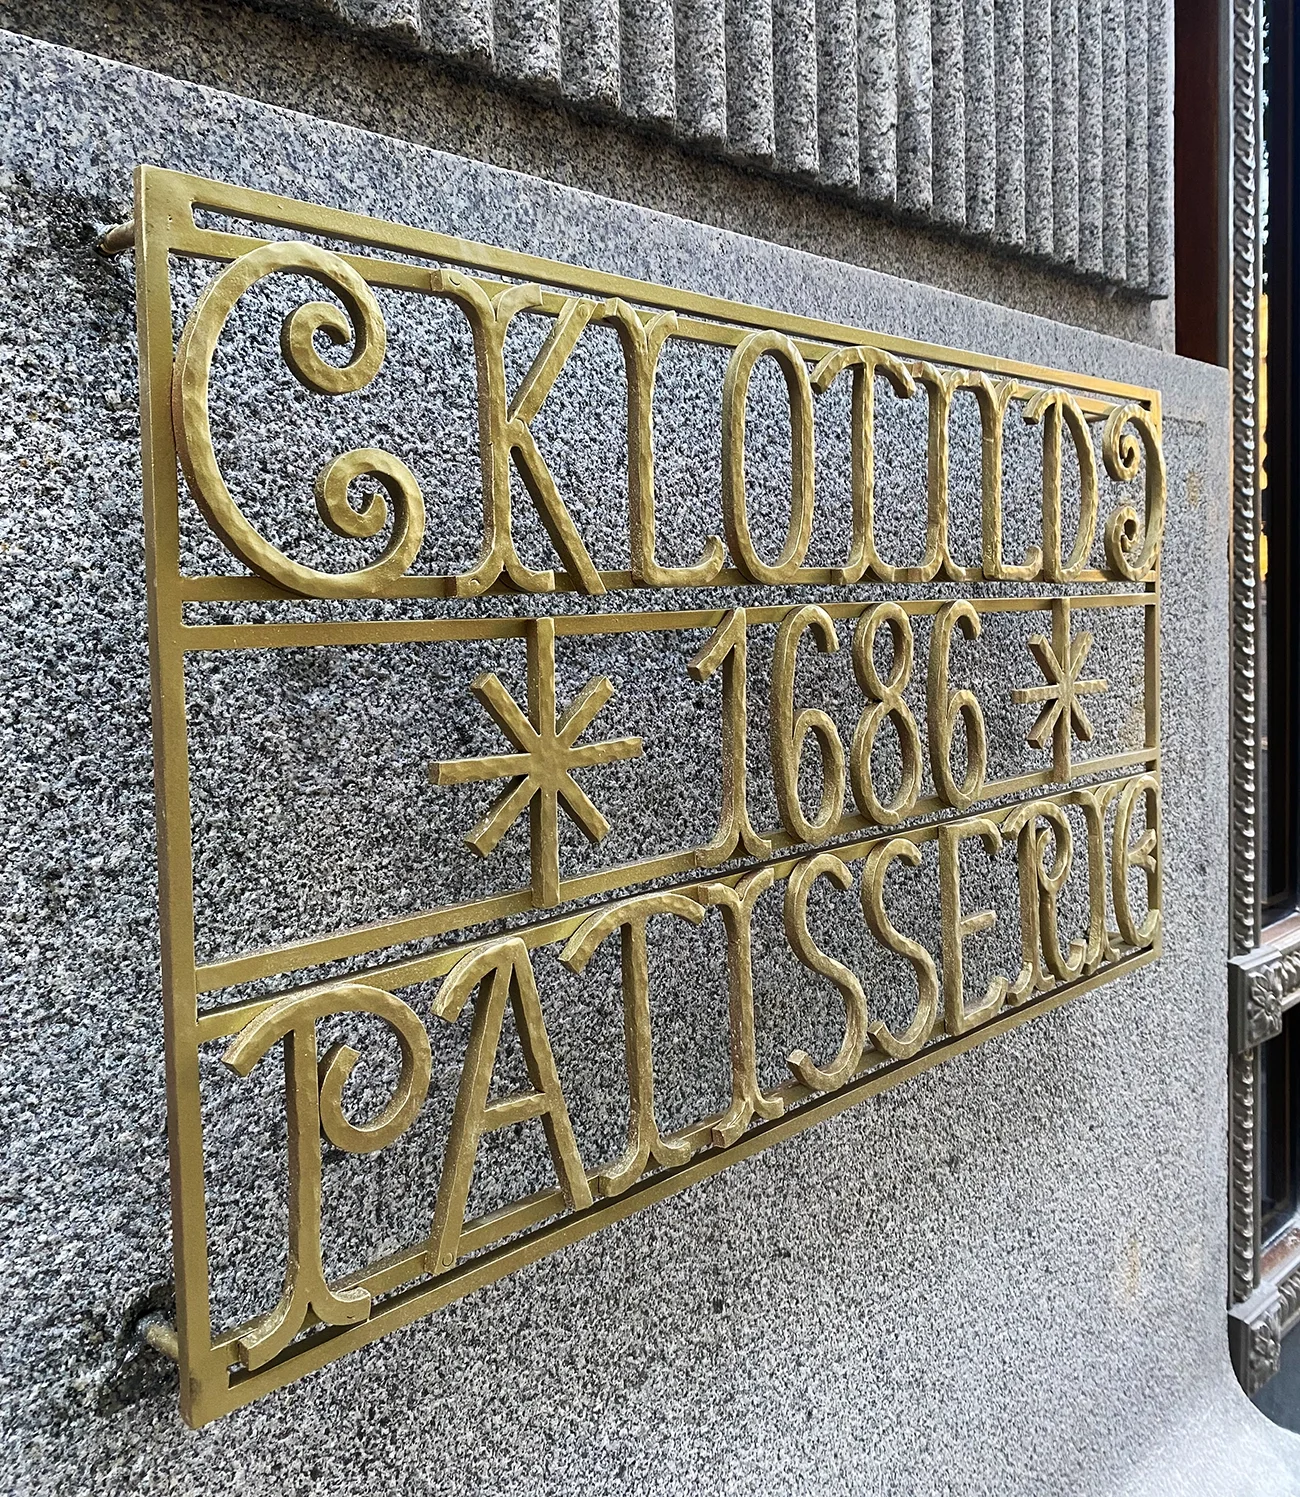 KLOTILD
* 1686 *
PATISSERIE